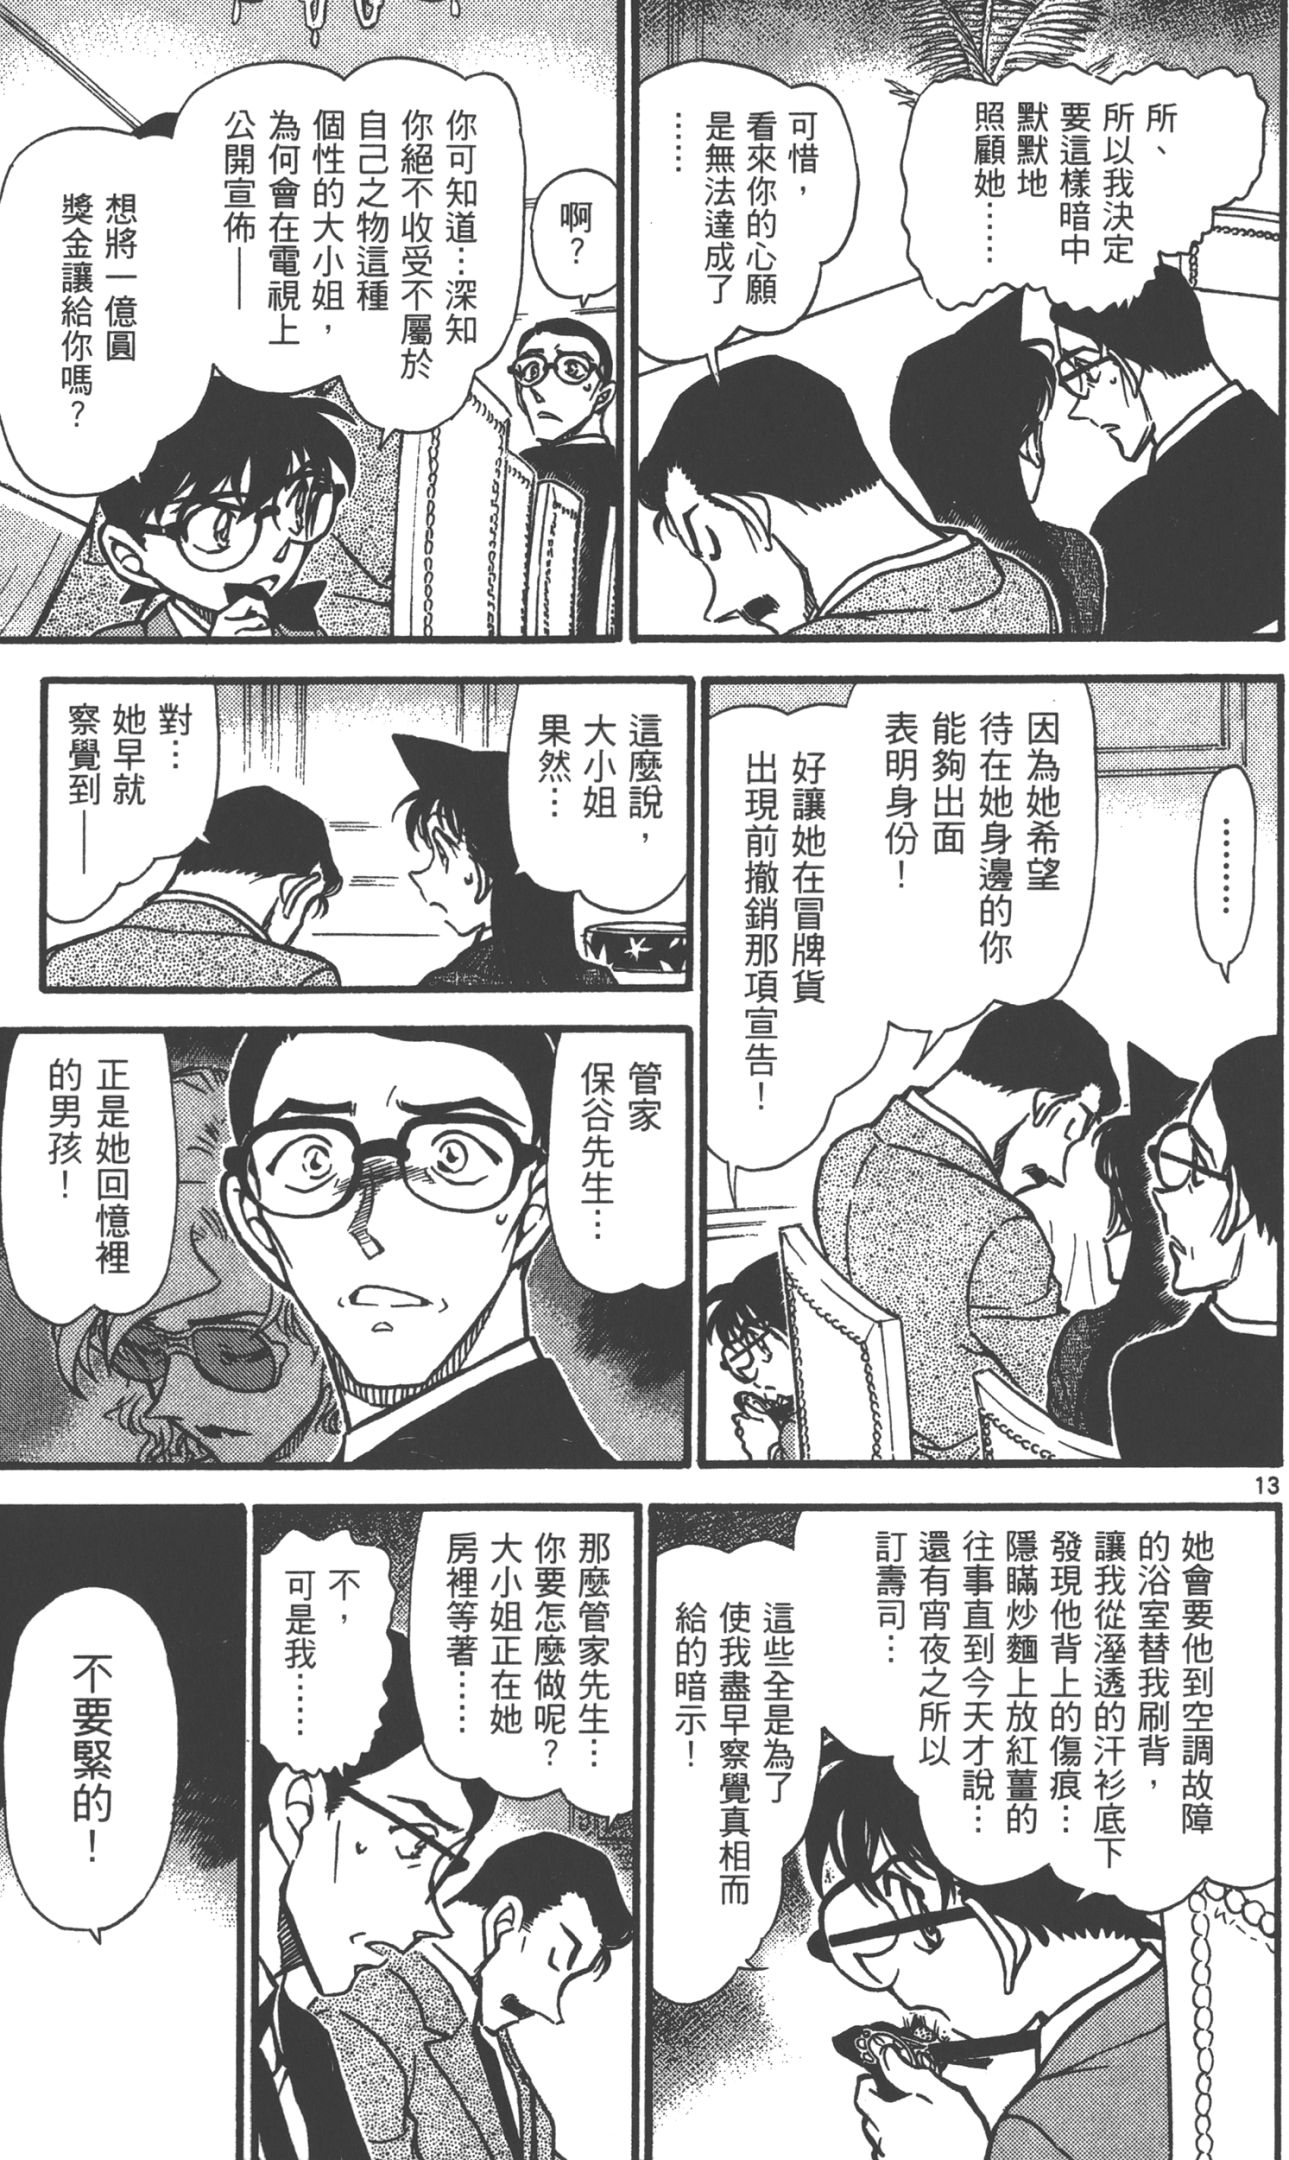 所、
所以我決定
要這樣暗中
默默地
照顧她……
可惜，
看來你的心願
是無法達成了
……
啊？
你可知道…深知
你絕不收受不屬於
自己之物這種
個性的大小姐，
為何會在電視上
公開宣佈——
想將一億圓
獎金讓給你嗎？
………
因為她希望
待在她身邊的你
能夠出面
表明身份！
好讓她在冒牌貨
出現前撤銷那項宣告！
這麼說，
大小姐
果然…
對…
她早就
察覺到——
管家
保谷先生…
正是她回憶裡
的男孩！
13
她會要他到空調故障
的浴室替我刷背，
讓我從溼透的汗衫底下
發現他背上的傷痕…
隱瞞炒麵上放紅薑的
往事直到今天才說…
還有宵夜之所以
訂壽司…
這些全是為了
使我盡早察覺真相而
給的暗示！
那麼管家先生…
你要怎麼做呢？
大小姐正在她
房裡等著……
不，
可是我……
不要緊的！